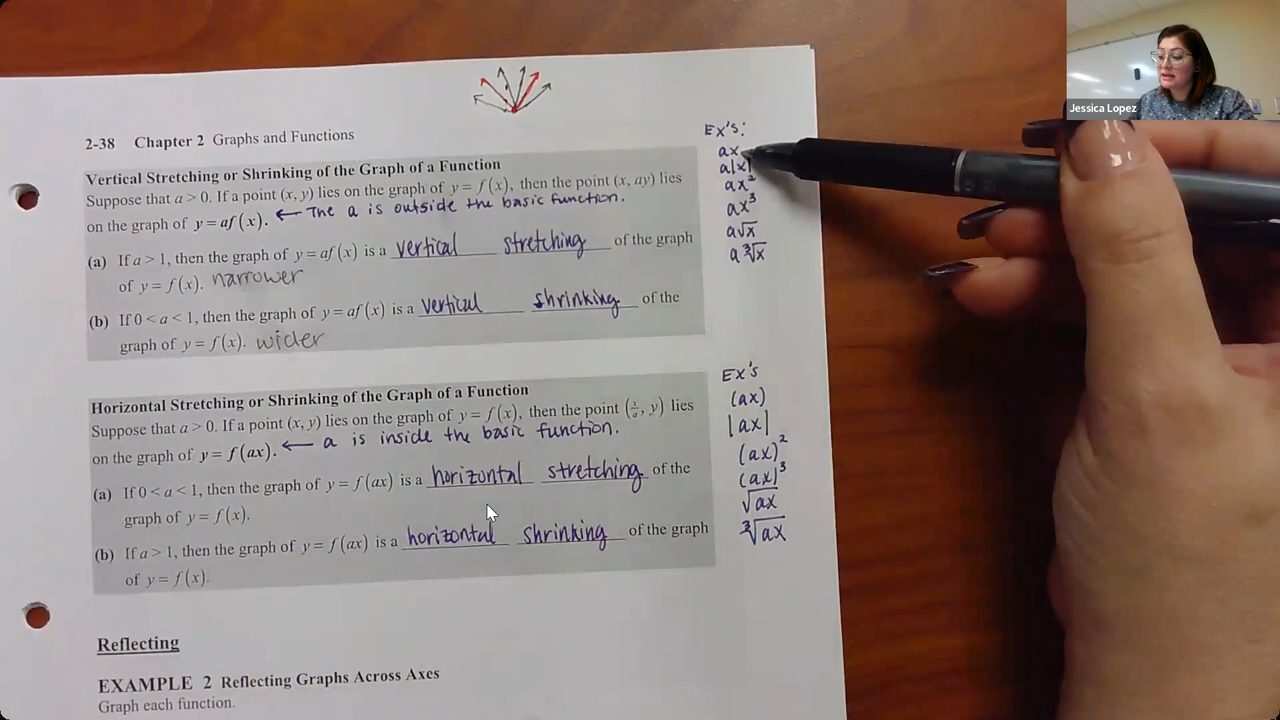 Jessica Lopez
2-38 Chapter 2 Graphs and Functions
Vertical Stretching or Shrinking of the Graph of a Function
Suppose that a > 0. If a point (x, y) lies on the graph of y = f(x), then the point (x, ay) lies
on the graph of y = af(x). ← The a is outside the basic function.
(a) If a > 1, then the graph of y = af(x) is a vertical stretching of the graph
of y = f(x). narrower
(b) If 0 < a < 1, then the graph of y = af(x) is a vertical shrinking of the
graph of y = f(x). wider
Ex's:
ax
a|x|
ax²
ax³
a√x
a∛x
Horizontal Stretching or Shrinking of the Graph of a Function
Suppose that a > 0. If a point (x, y) lies on the graph of y = f(x), then the point (x/a, y) lies
on the graph of y = f(ax). ← a is inside the basic function.
(a) If 0 < a < 1, then the graph of y = f(ax) is a horizontal stretching of the
graph of y = f(x).
(b) If a > 1, then the graph of y = f(ax) is a horizontal shrinking of the graph
of y = f(x).
Ex's
(ax)
|ax|
(ax)²
(ax)³
√ax
∛ax
Reflecting
EXAMPLE 2 Reflecting Graphs Across Axes
Graph each function.